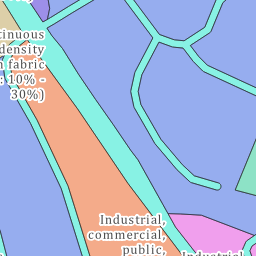 tinuous
density
fabric
: 10% -
30%)
Industrial,
commercial,
public,
Industrial